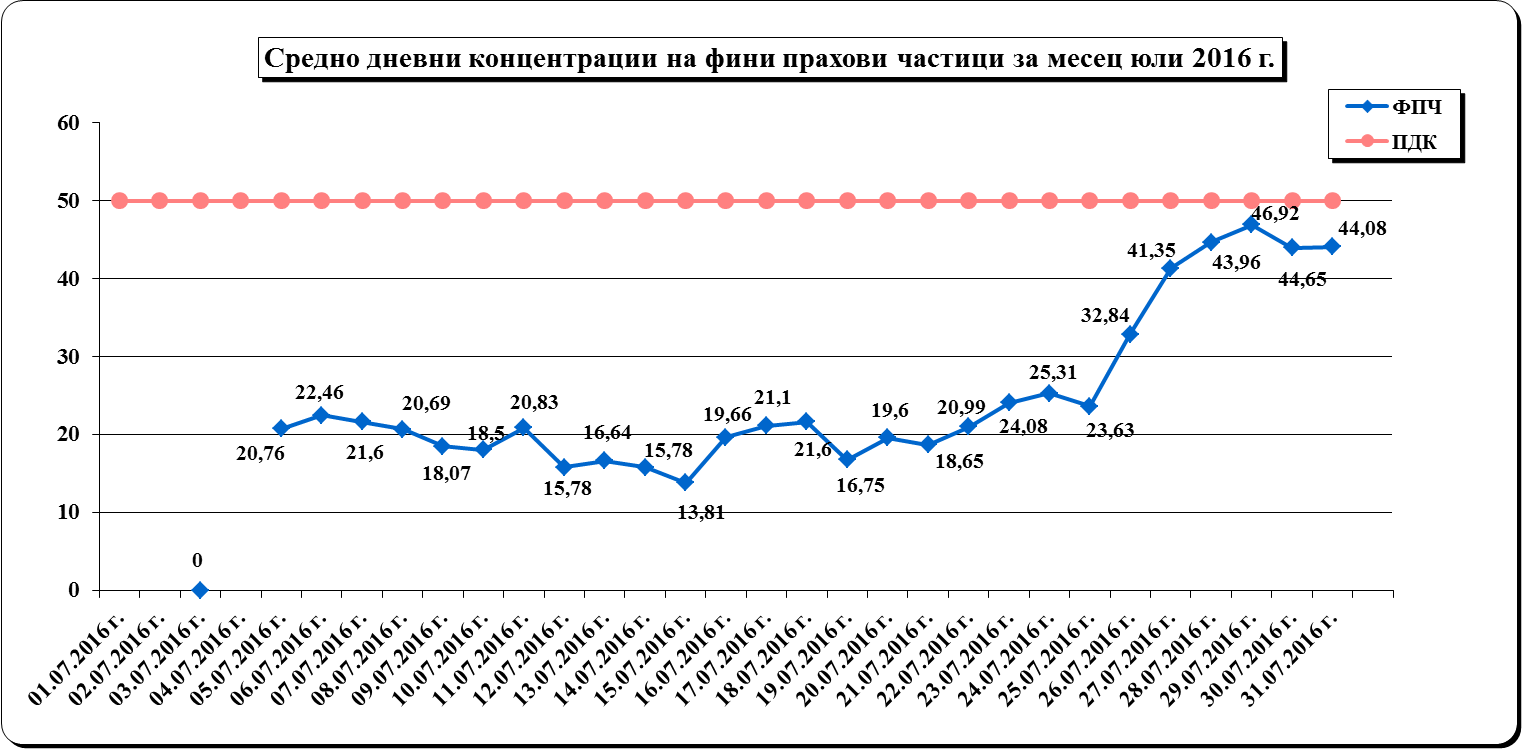 Средно дневни концентрации на фини прахови частици за месец юли 2016 г.
ФПЧ
ПДК
60
50
40
30
20
10
0
0
20,76
22,46
21,6
20,69
18,07
18,5
20,83
15,78
16,64
15,78
13,81
19,66
21,1
21,6
16,75
19,6
18,65
20,99
24,08
25,31
23,63
32,84
41,35
43,96
46,92
44,65
44,08
01.07.2016 г.
02.07.2016 г.
03.07.2016 г.
04.07.2016 г.
05.07.2016 г.
06.07.2016 г.
07.07.2016 г.
08.07.2016 г.
09.07.2016 г.
10.07.2016 г.
11.07.2016 г.
12.07.2016 г.
13.07.2016 г.
14.07.2016 г.
15.07.2016 г.
16.07.2016 г.
17.07.2016 г.
18.07.2016 г.
19.07.2016 г.
20.07.2016 г.
21.07.2016 г.
22.07.2016 г.
23.07.2016 г.
24.07.2016 г.
25.07.2016 г.
26.07.2016 г.
27.07.2016 г.
28.07.2016 г.
29.07.2016 г.
30.07.2016 г.
31.07.2016 г.